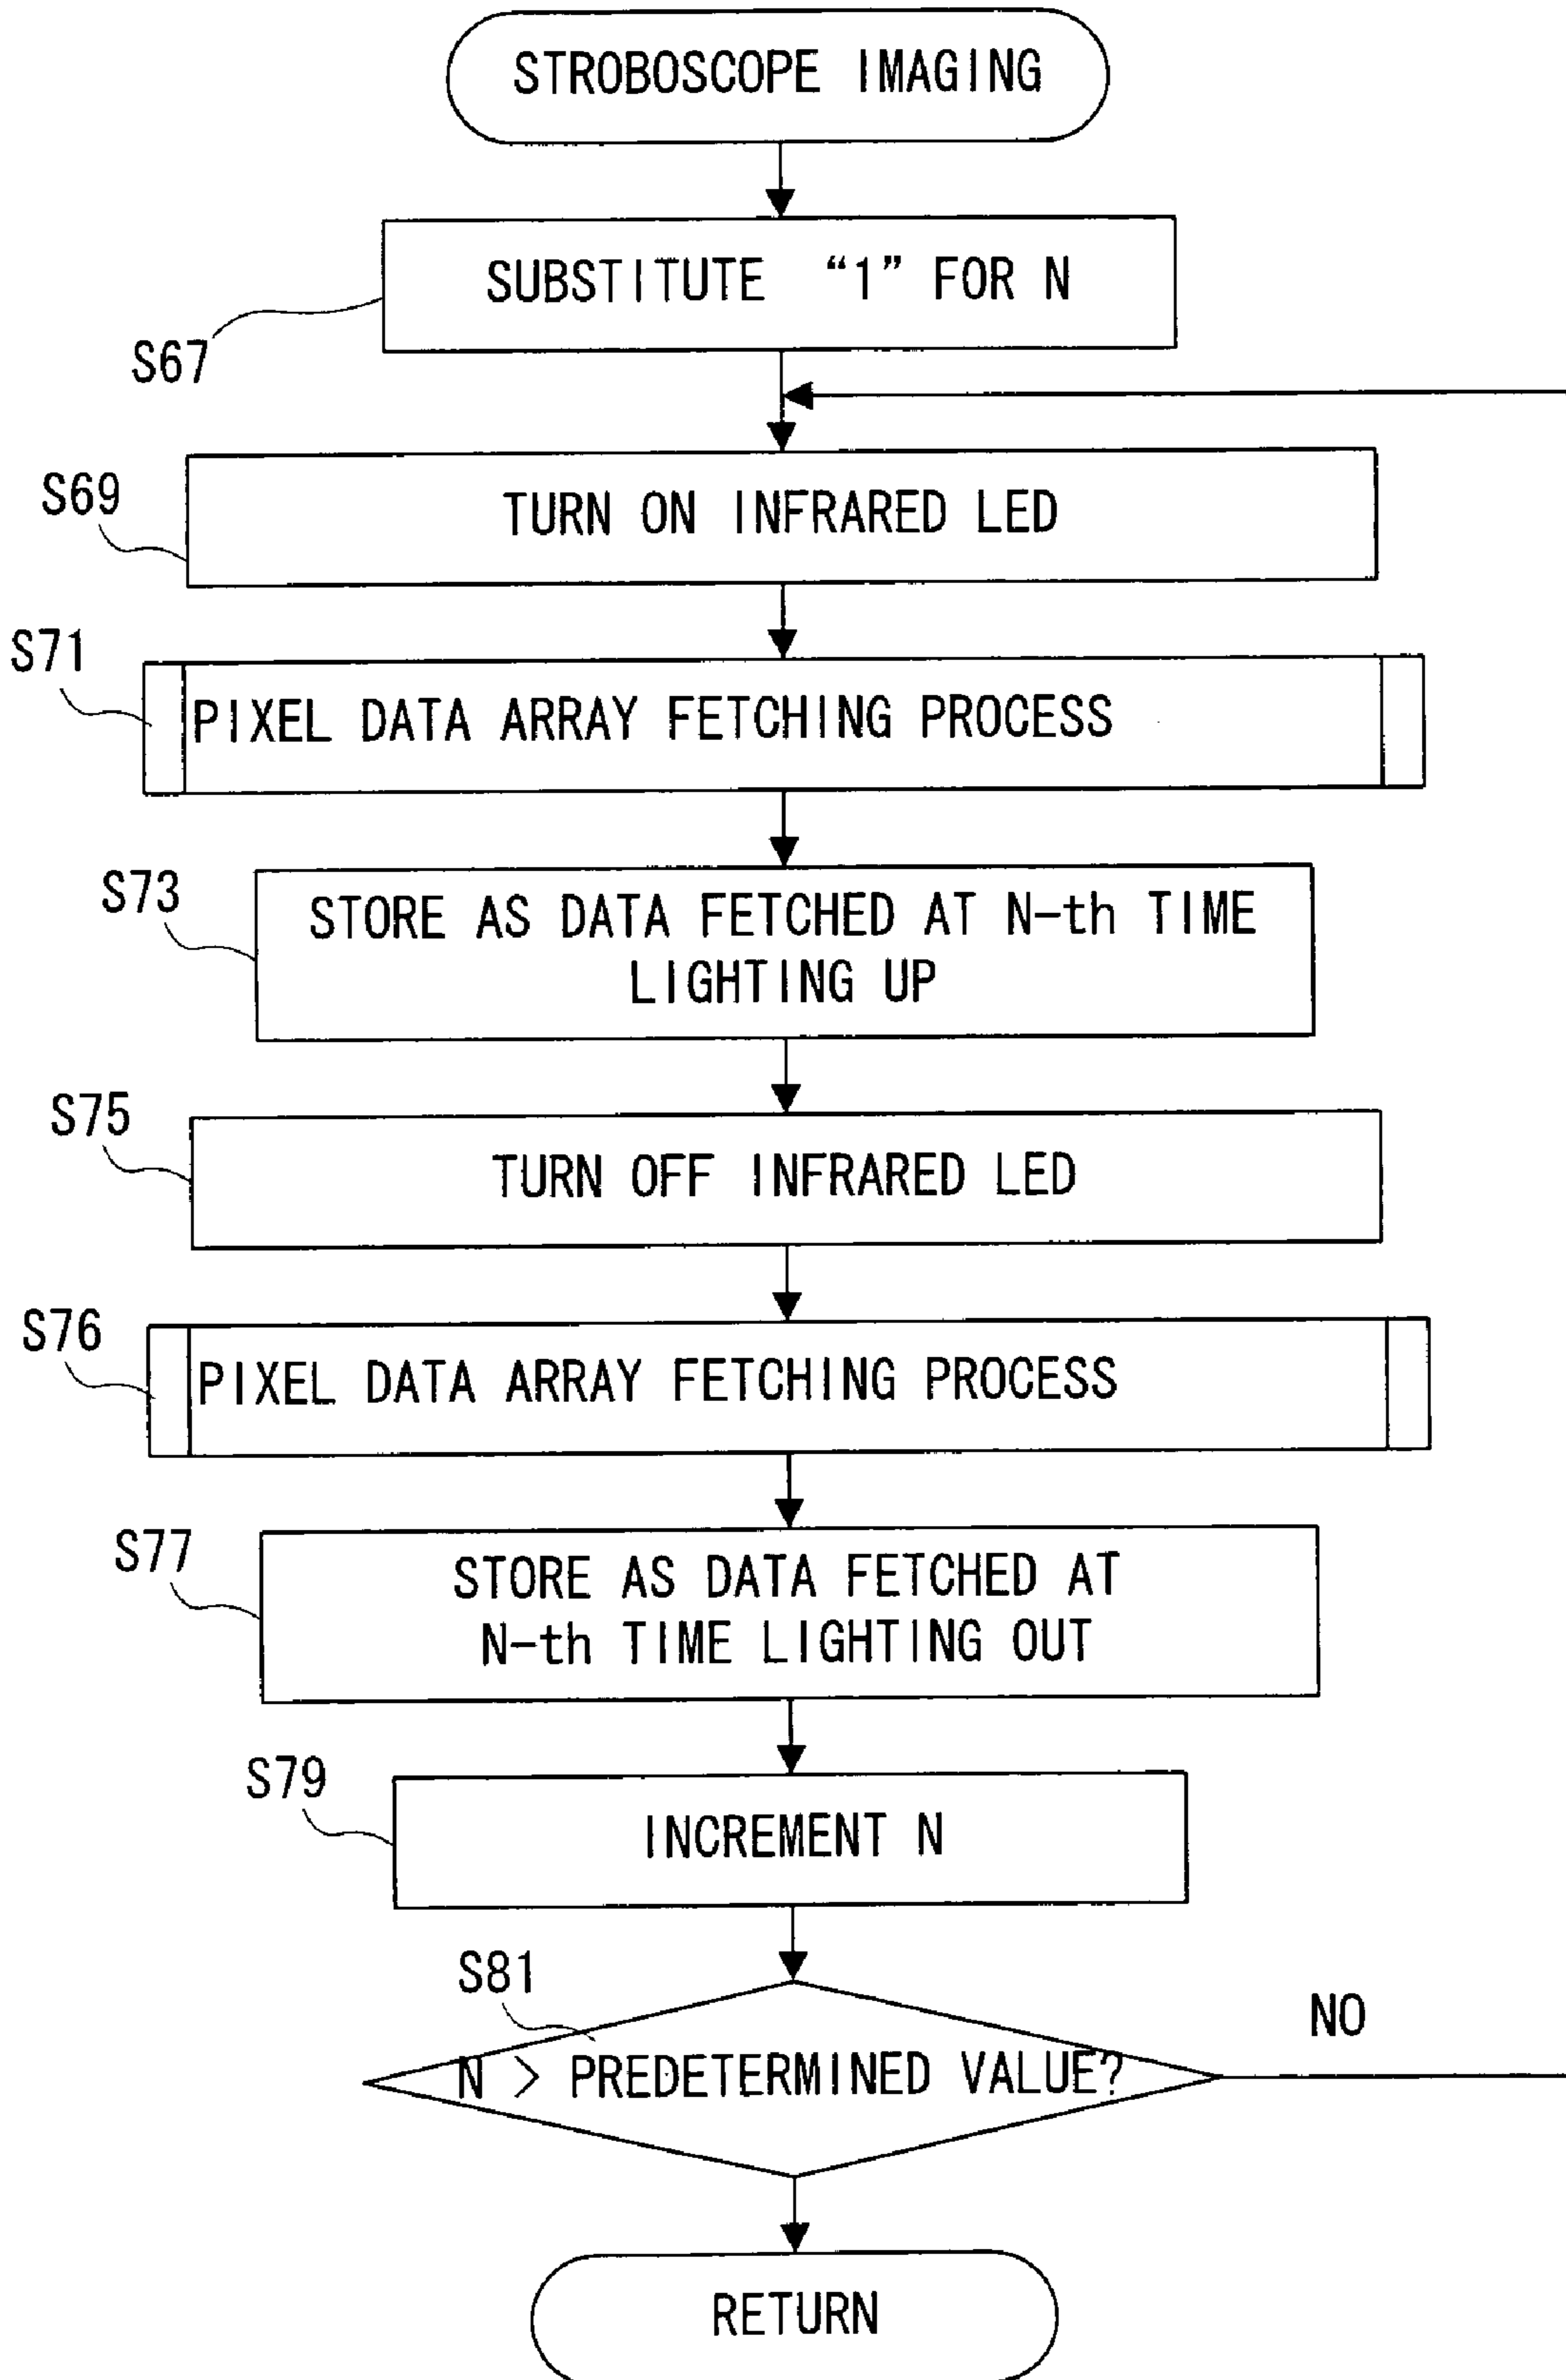 STROBOSCOPE IMAGING
SUBSTITUTE “1” FOR N
S67
S69
TURN ON INFRARED LED
S71
PIXEL DATA ARRAY FETCHING PROCESS
S73
STORE AS DATA FETCHED AT N-th TIME
LIGHTING UP
S75
TURN OFF INFRARED LED
S76
PIXEL DATA ARRAY FETCHING PROCESS
S77
STORE AS DATA FETCHED AT
N-th TIME LIGHTING OUT
S79
INCREMENT N
S81
NO
N > PREDETERMINED VALUE?
RETURN